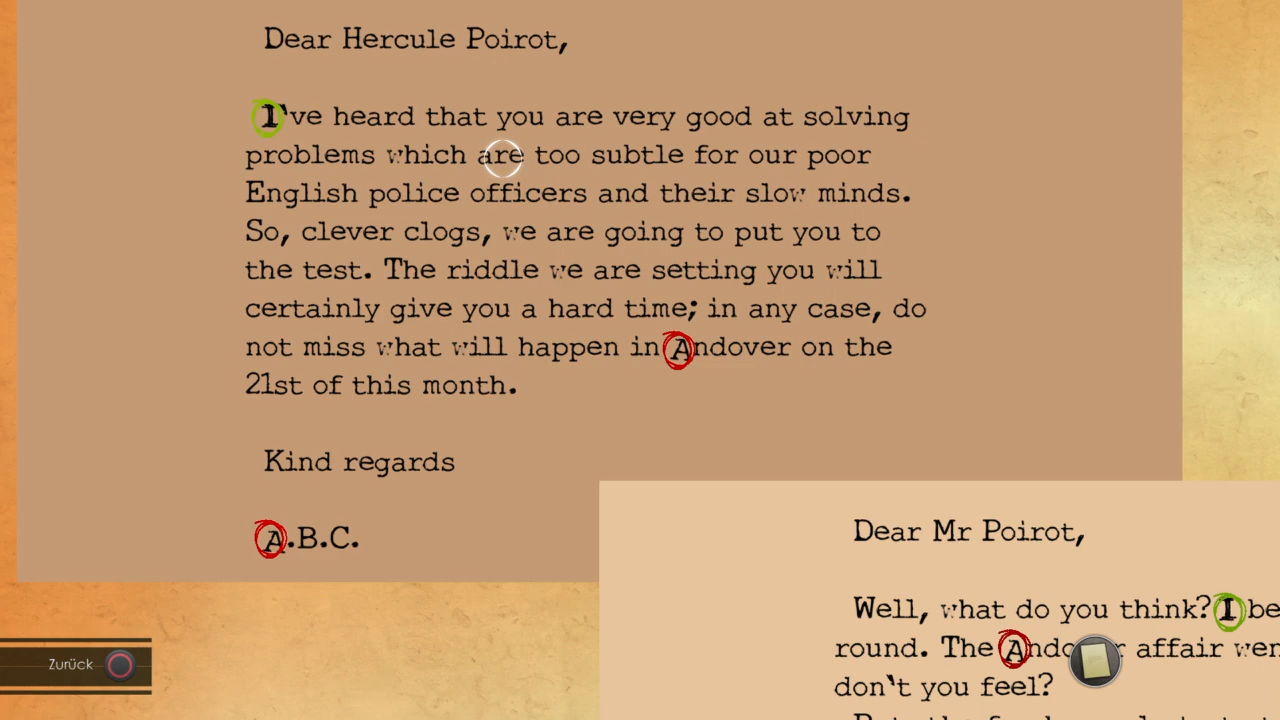 Dear Hercule Poirot,
I've heard that you are very good at solving
problems which are too subtle for our poor
English police officers and their slow minds.
So, clever clogs, we are going to put you to
the test. The riddle we are setting you will
certainly give you a hard time; in any case, do
not miss what will happen in Andover on the
21st of this month.
Kind regards
A.B.C.
Dear Mr Poirot,
Well, what do you think? I be
round. The affair
don't you feel?
Zurück